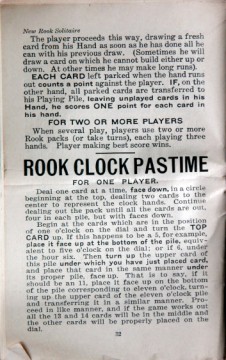 New Rook Solitaire
The player proceeds this way, drawing a fresh
card from his Hand as soon as he has done all he
can with his previous draw. (Sometimes he will
draw a card on which he cannot build either up or
down. At other times he may make long runs).
EACH CARD left parked when the hand runs
out counts a point against the player. IF, on the
other hand, all parked cards are transferred to
his Playing Pile, leaving unplayed cards in his
Hand, he scores ONE point for each card in
his hand.
FOR TWO OR MORE PLAYERS
When several play, players use two or more
Rook packs (or take turns), each playing three
hands. Player making best score wins.
ROOK CLOCK PASTIME
FOR ONE PLAYER.
Deal one card at a time, face down, in a circle
beginning at the top, dealing two cards to the
center to represent the clock hands. Continue
dealing out the pack until all the cards are out,
four in each pile, but with faces down.
Begin at the cards which are in the position
of one o'clock on the dial and turn the TOP
CARD up. If this happens to be a 5, for example,
place it face up at the bottom of the pile, equiv-
alent to five o'clock on the dial; or if 6, under
the hour six. Then turn up the upper card of
this pile under which you have just placed card,
and place that card in the same manner under
its proper pile, face up. That is to say, if it
should be an 11, place it face up on the bottom
of the pile corresponding to eleven o'clock, turn-
ing up the upper card of the eleven o'clock pile
and transferring it in a similar manner. Pro-
ceed in like manner, and if the game works out
all the 13 and 14 cards will be in the middle and
the other cards will be properly placed on the
dial.
32